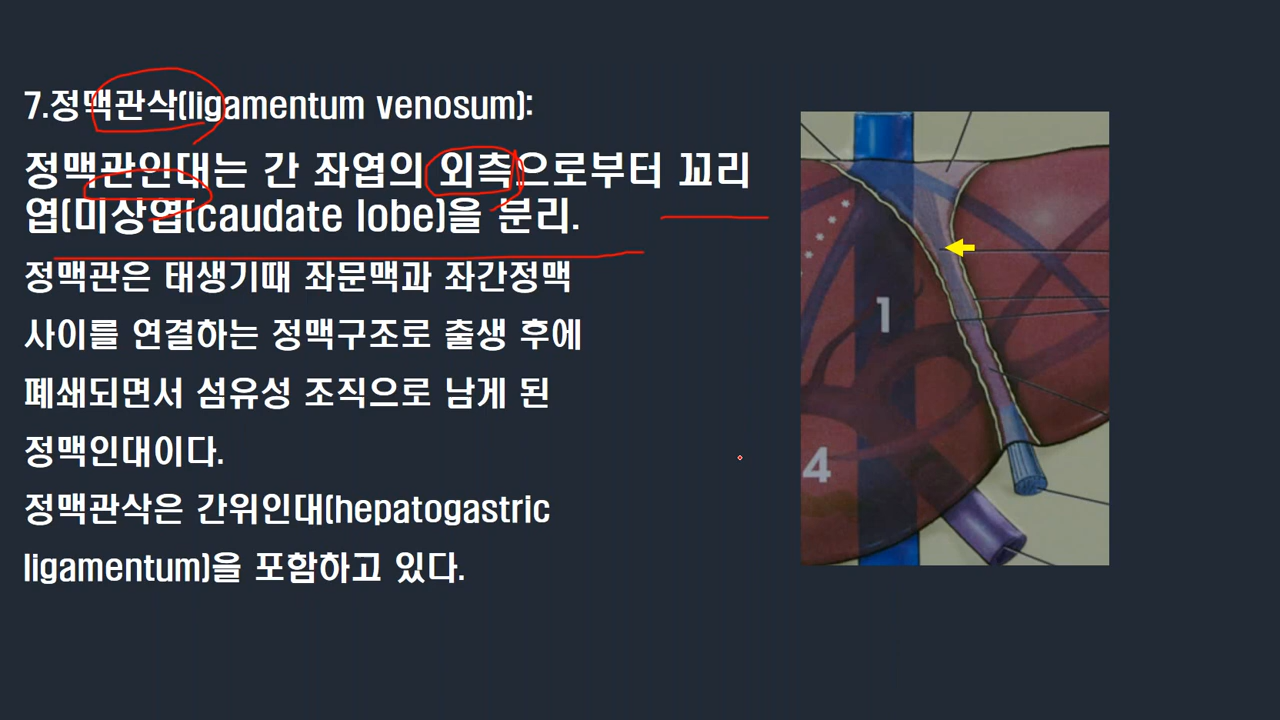 7.정맥관삭(ligamentum venosum):
정맥관인대는 간 좌엽의 외측으로부터 꼬리
엽(미상엽(caudate lobe)을 분리.
정맥관은 태생기때 좌문맥과 좌간정맥
사이를 연결하는 정맥구조로 출생 후에
폐쇄되면서 섬유성 조직으로 남게 된
정맥인대이다.
정맥관삭은 간위인대(hepatogastric
ligamentum)을 포함하고 있다.
1
4